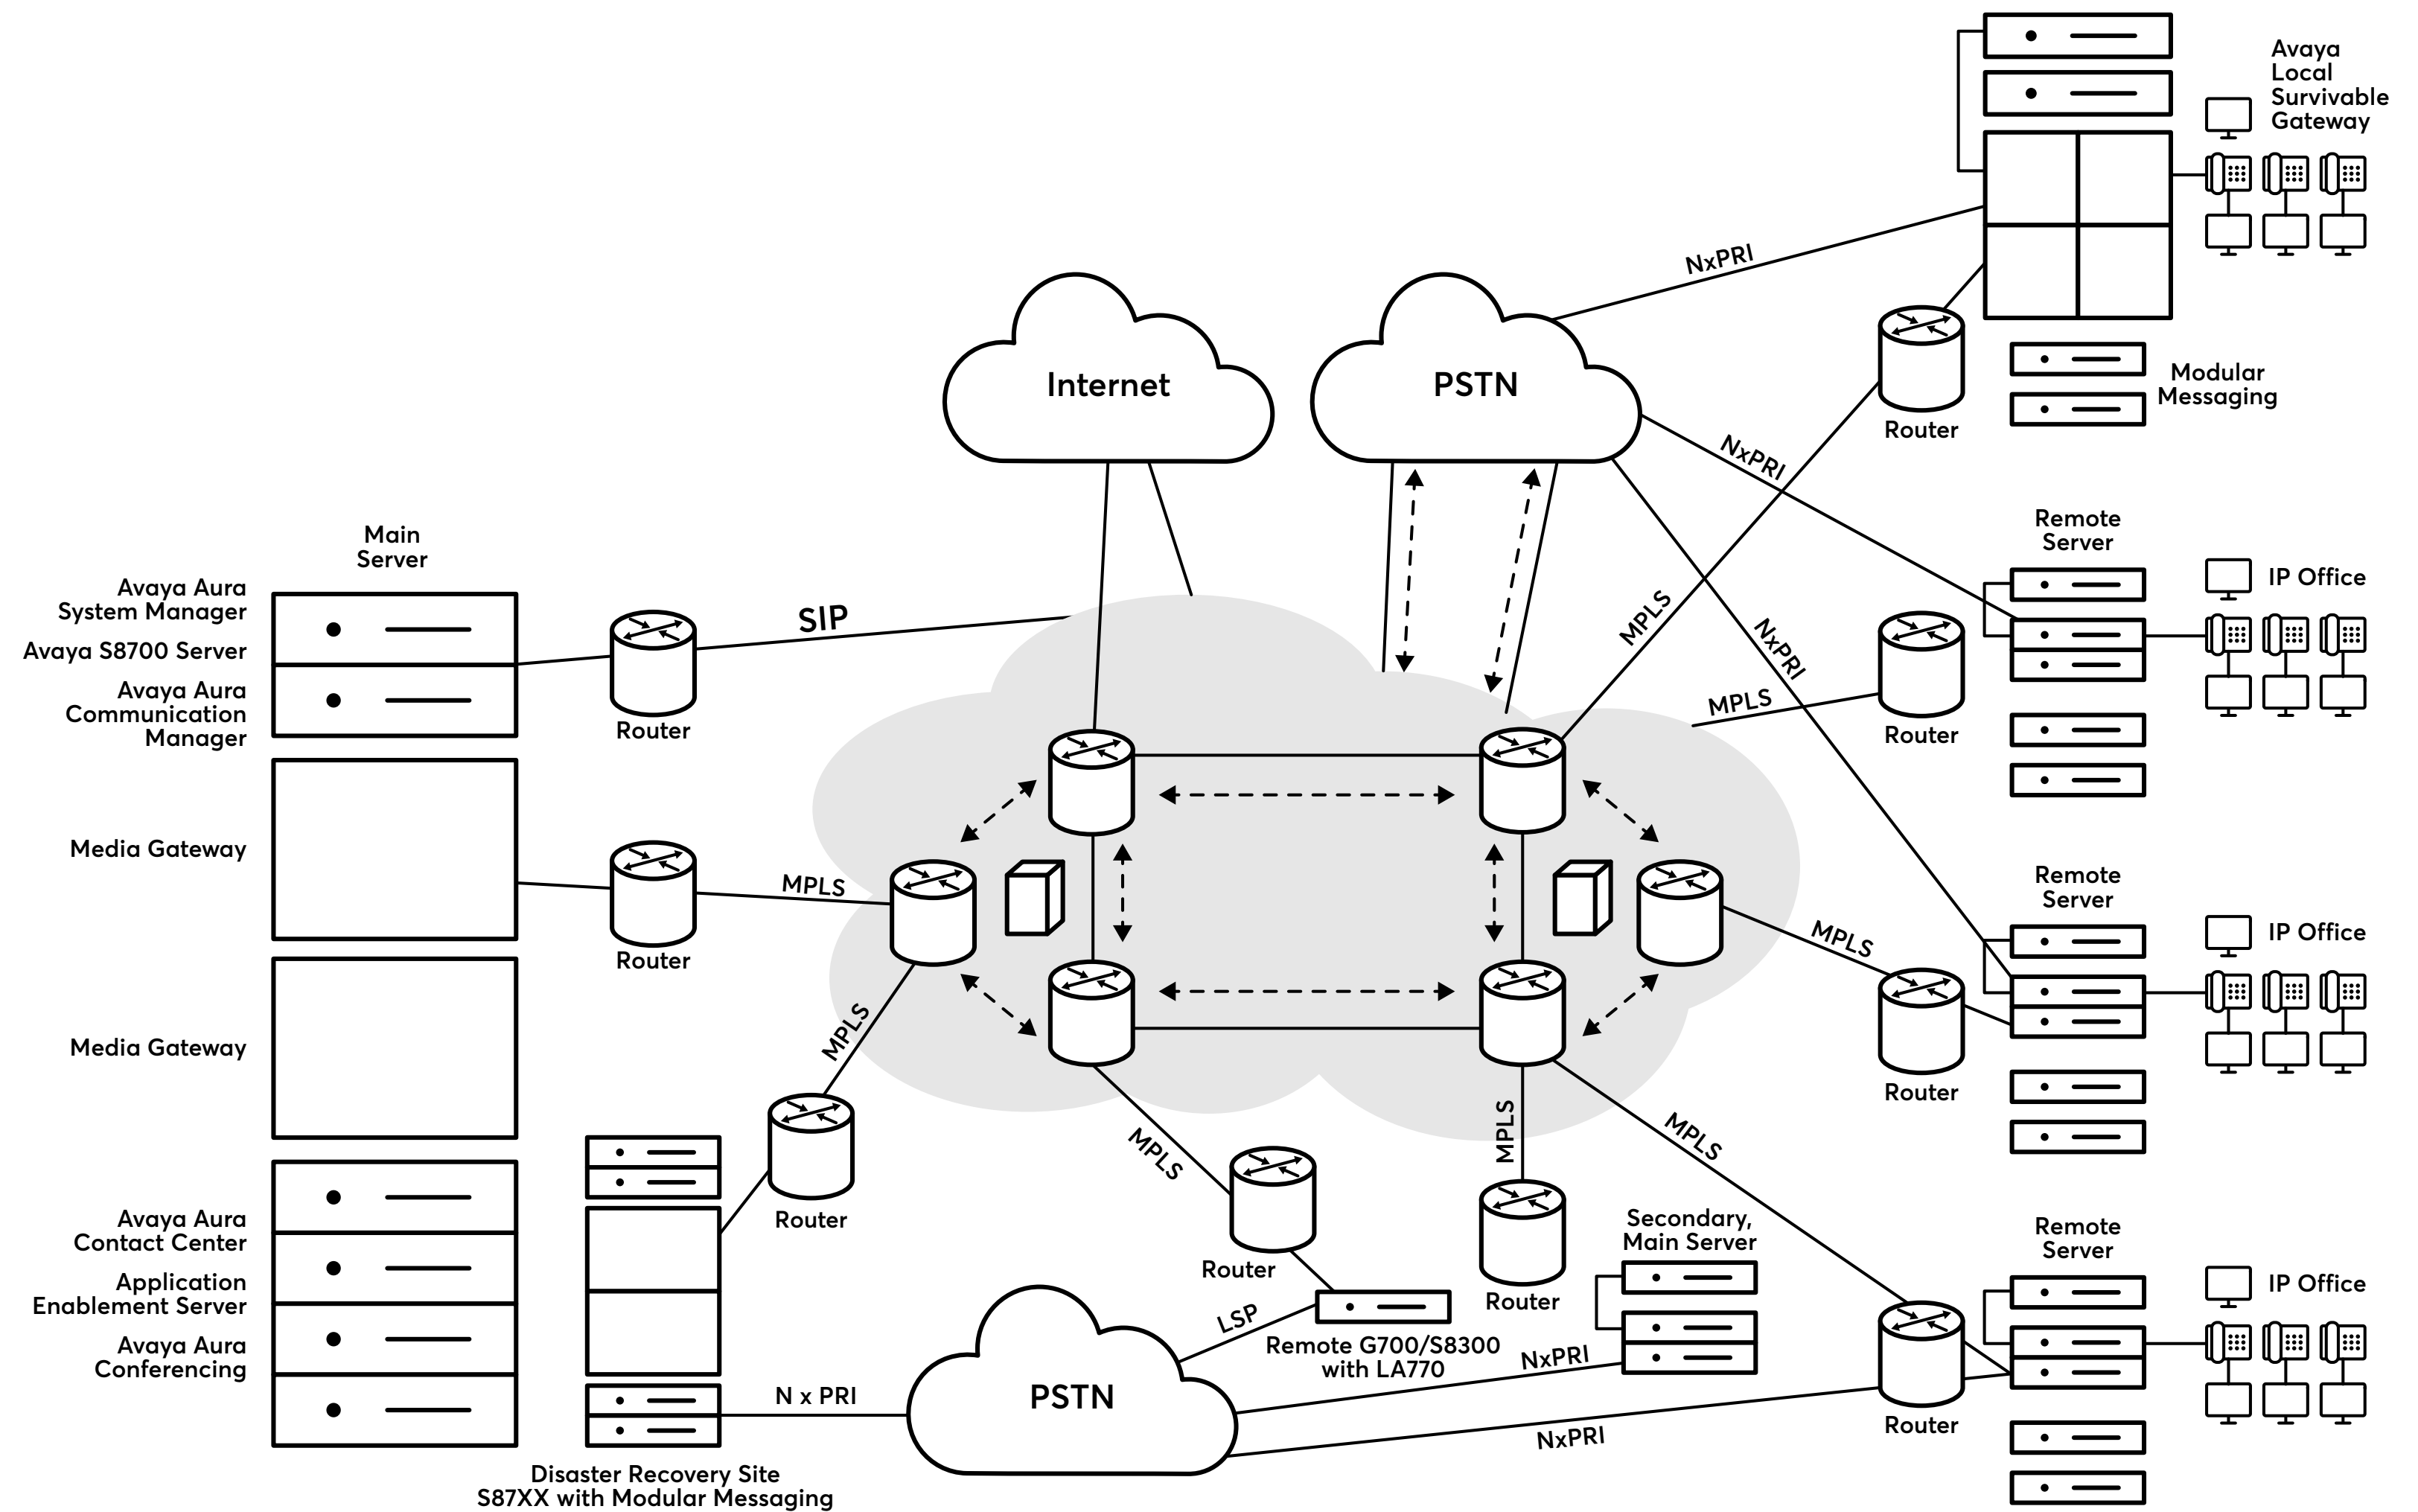 Avaya
Local
Survivable
Gateway
NxPRI
Internet
PSTN
Modular
Messaging
Router
NxPRI
Main
Server
Remote
Server
Avaya Aura
System Manager
IP Office
SIP
MPLS
NxPRI
Avaya S8700 Server
Avaya Aura
Communication
Manager
Router
MPLS
Router
Media Gateway
MPLS
Remote
Server
IP Office
MPLS
Router
Media Gateway
MPLS
Router
MPLS
MPLS
MPLS
Router
Router
Router
Secondary,
Main Server
Remote
Server
IP Office
Avaya Aura
Contact Center
Application
Enablement Server
Avaya Aura
Conferencing
LSP
Router
Remote G700/S8300
with LA770
NxPRI
N x PRI
PSTN
NxPRI
Router
Disaster Recovery Site
S87XX with Modular Messaging